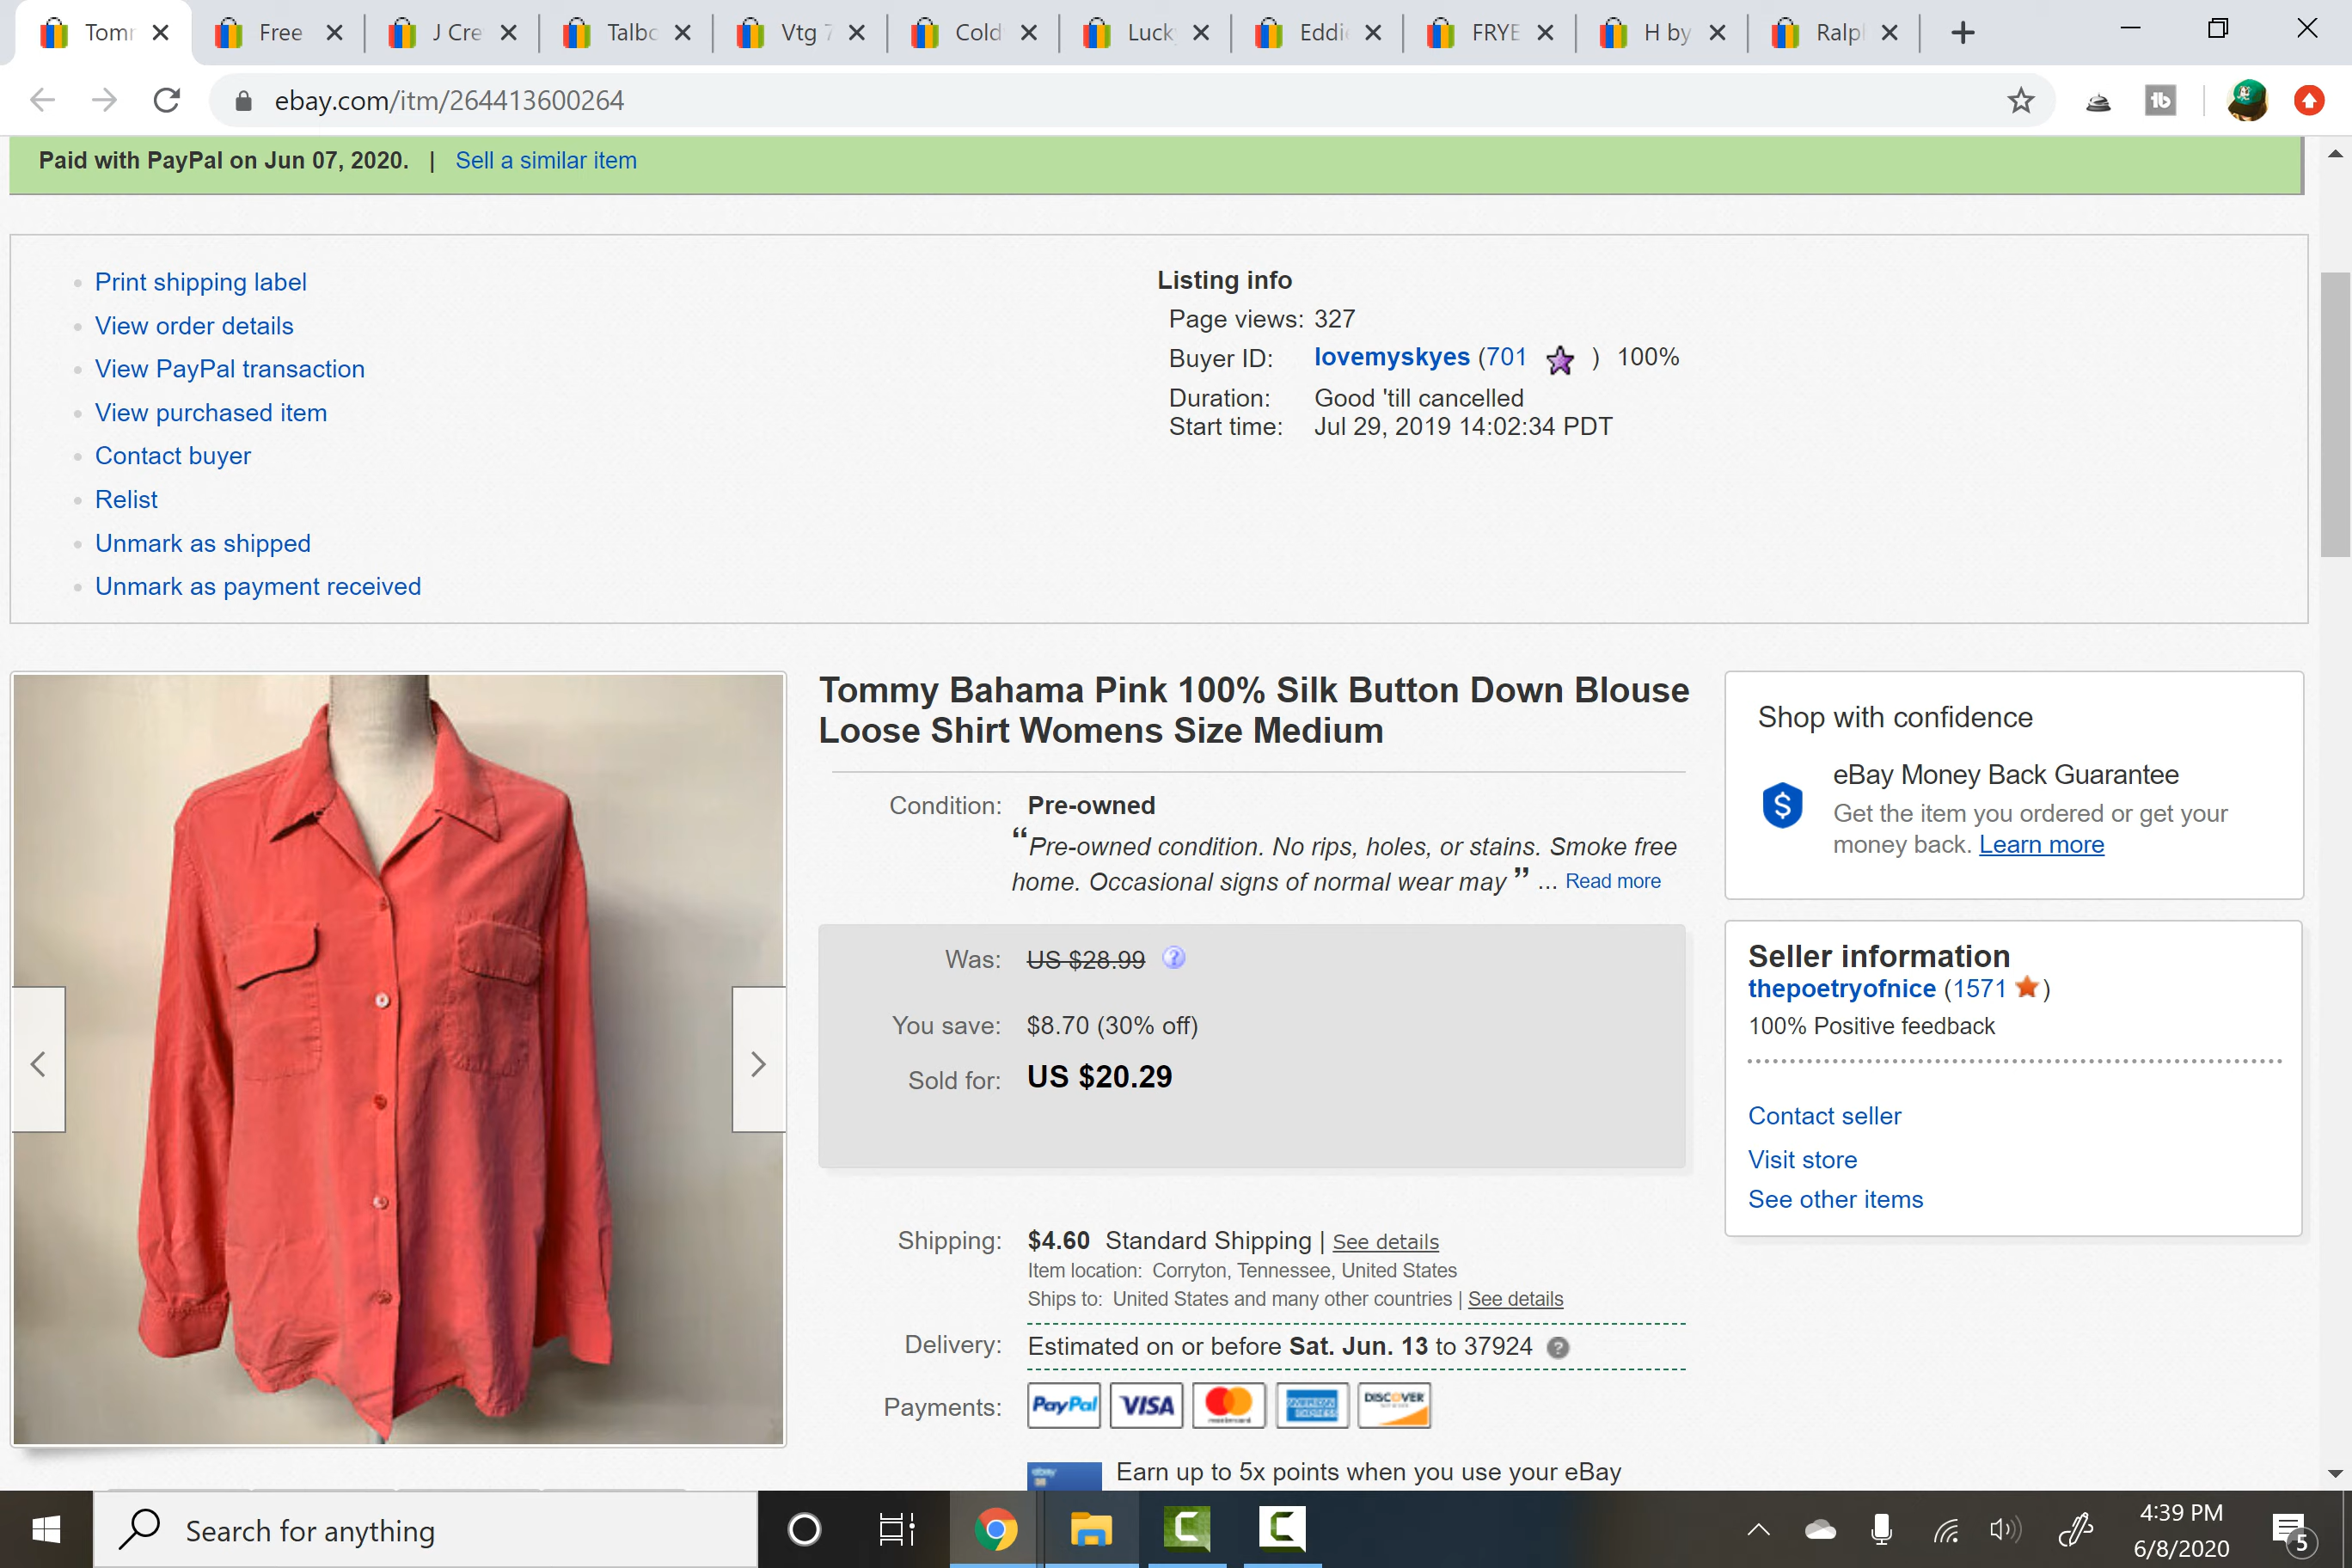 Tomm
Free
J Cre
Talbo
Vtg 7
Cold
Luck
Eddi
FRYE
H by
Ralp
ebay.com/itm/264413600264
tb
Paid with PayPal on Jun 07, 2020. | Sell a similar item
Print shipping label
View order details
View PayPal transaction
View purchased item
Contact buyer
Relist
Unmark as shipped
Unmark as payment received
Listing info
Page views: 327
Buyer ID: lovemyskyes (701 ) 100%
Duration: Good 'till cancelled
Start time: Jul 29, 2019 14:02:34 PDT
Tommy Bahama Pink 100% Silk Button Down Blouse
Loose Shirt Womens Size Medium
Condition: Pre-owned
“Pre-owned condition. No rips, holes, or stains. Smoke free
home. Occasional signs of normal wear may ” ... Read more
Was: US $28.99 ?
You save: $8.70 (30% off)
Sold for: US $20.29
Shipping: $4.60 Standard Shipping | See details
Item location: Corryton, Tennessee, United States
Ships to: United States and many other countries | See details
Delivery: Estimated on or before Sat. Jun. 13 to 37924 ?
Payments: PayPal VISA mastercard AMERICAN EXPRESS DISCOVER
ebay Earn up to 5x points when you use your eBay
Shop with confidence
$
eBay Money Back Guarantee
Get the item you ordered or get your
money back. Learn more
Seller information
thepoetryofnice (1571 )
100% Positive feedback
Contact seller
Visit store
See other items
Search for anything
4:39 PM
6/8/2020
5